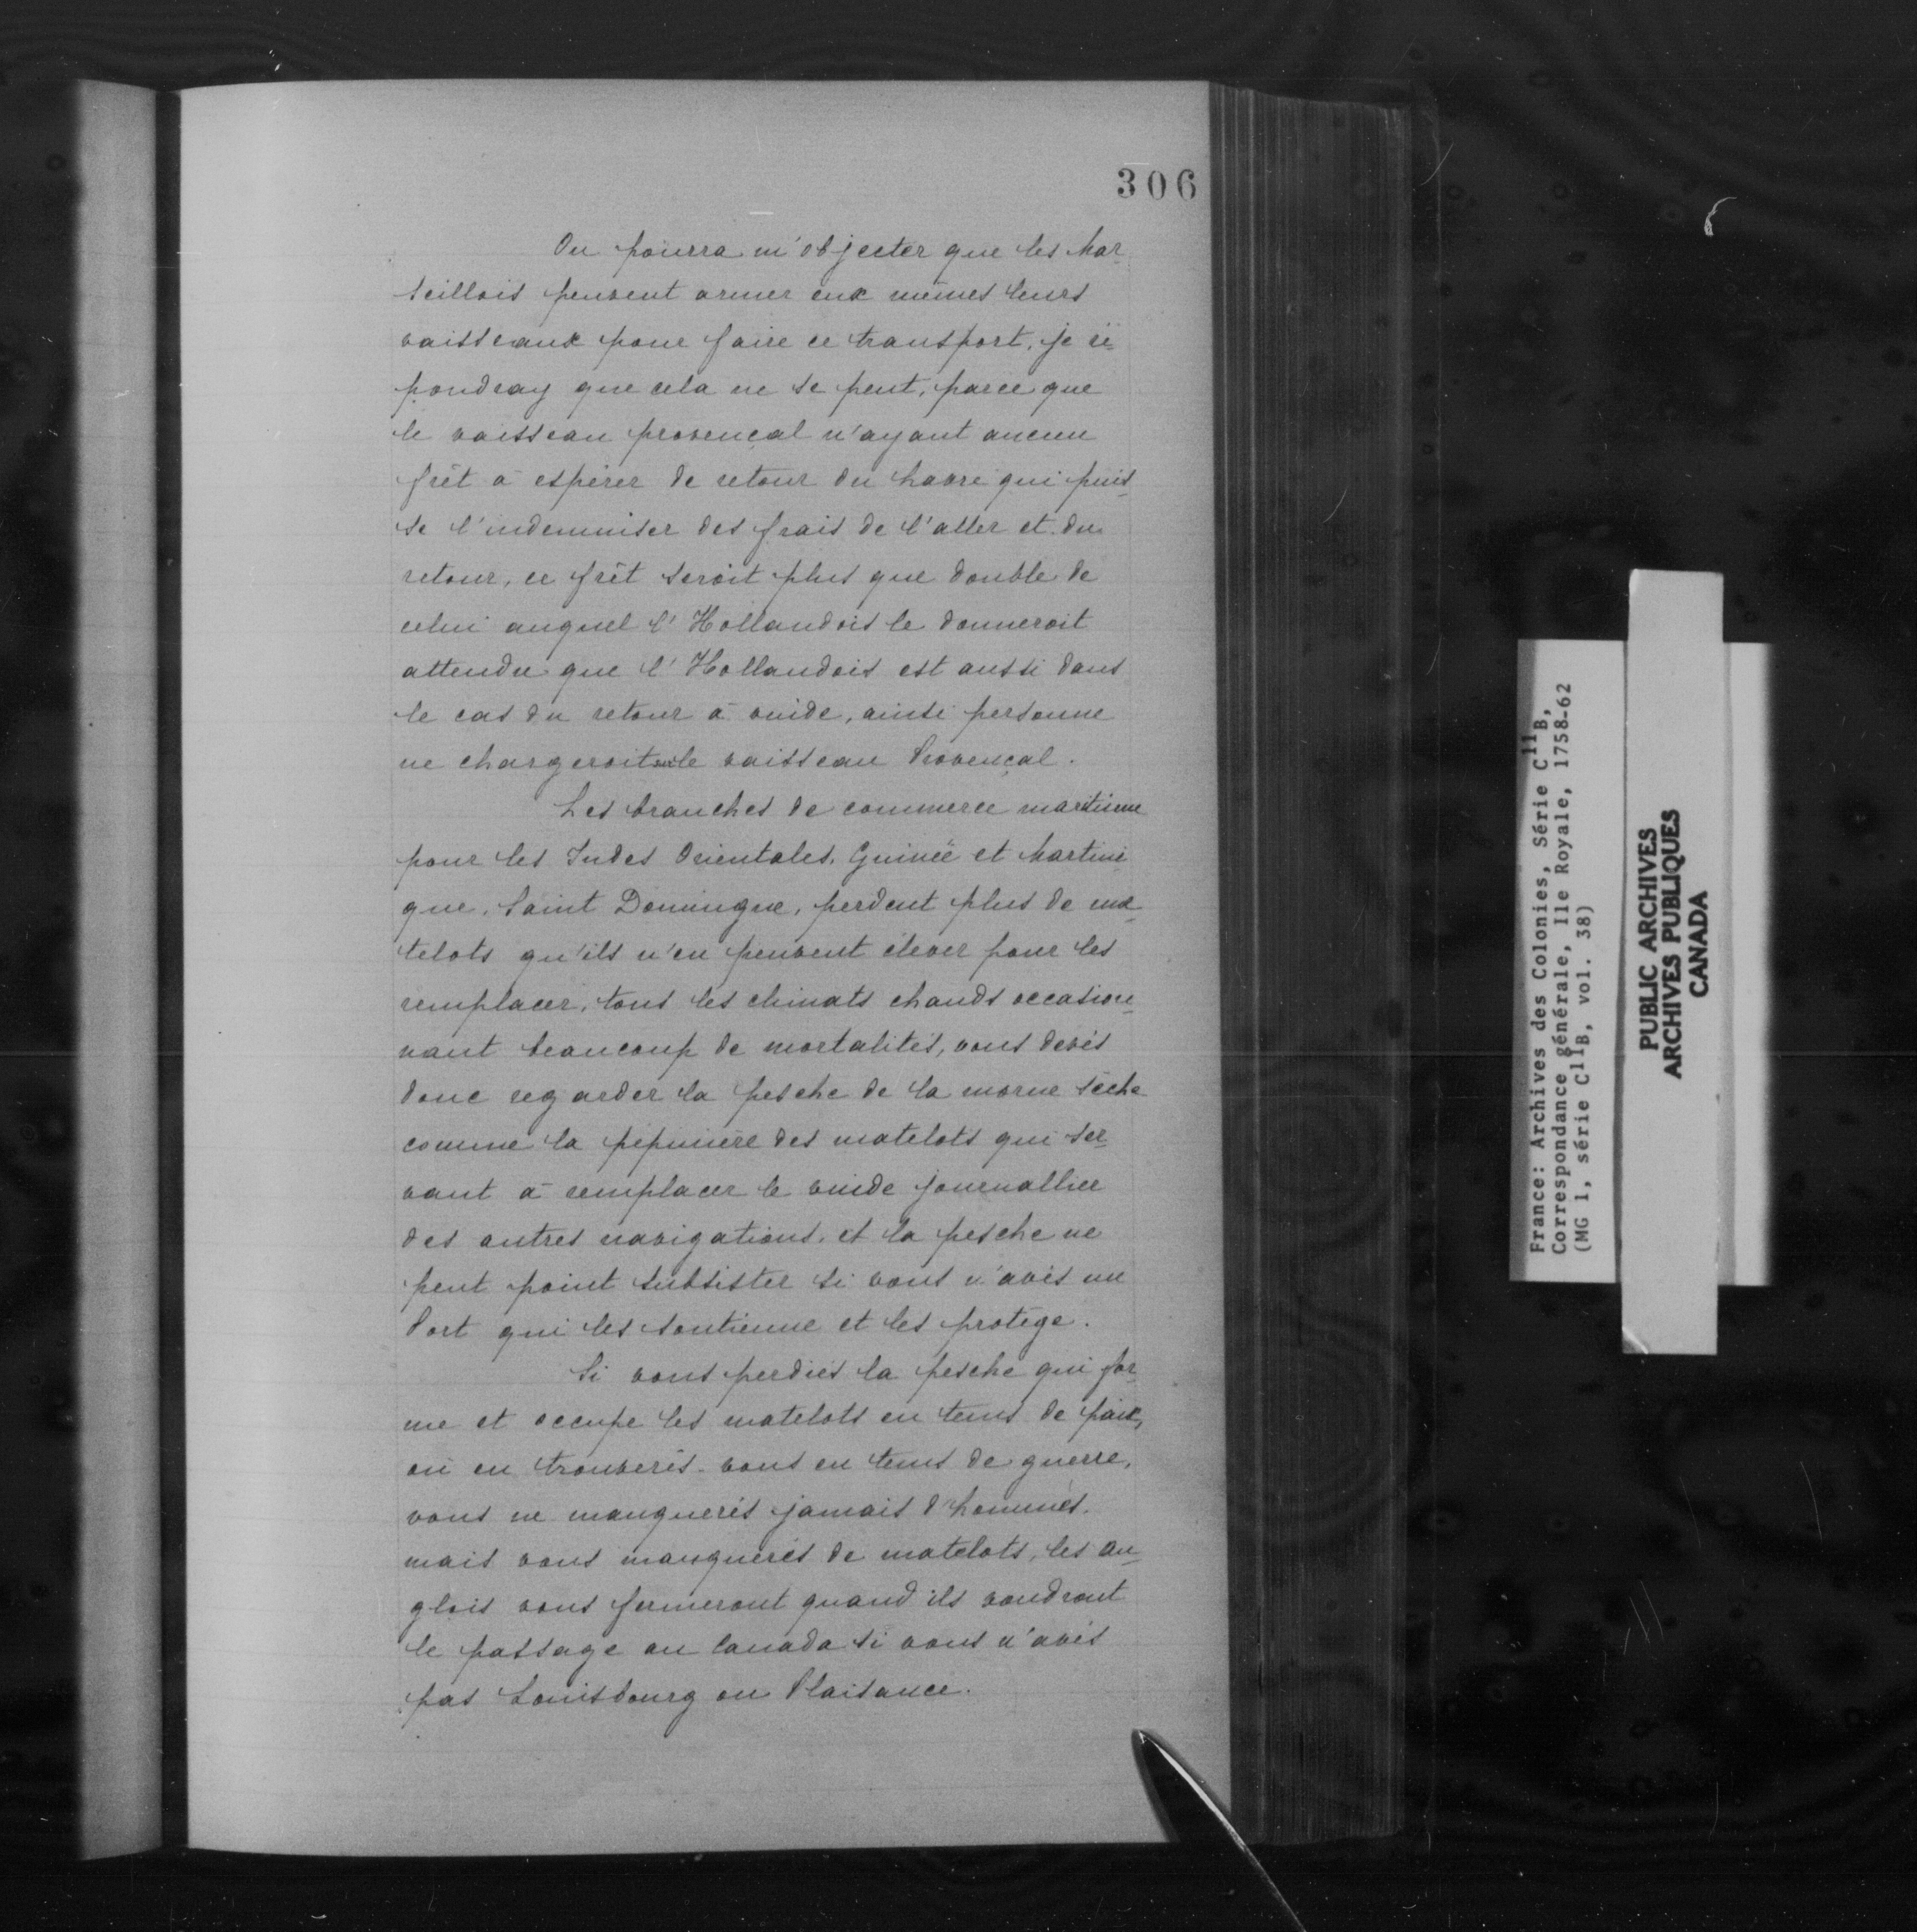 306
On poura m'objecter que les Mar-
seillois peuvent armer eux mêmes leurs
vaisseaux pour faire ce transport, je ré-
pondray que cela ne se peut, parce que
le vaisseau provençal n'ayant aucun
frêt à espérer de retour du havre qui puis-
se l'indemniser des frais de l'aller et du
retour, ce frêt seroit plus que double de
celui auquel l'Hollandois le donneroit
attendu que l'Hollandois est aussi dans
le cas du retour à vuide, ainsi personne
ne chargeroit sur le vaisseau Provençal.
Les branches de commerce maritime
pour les Indes Orientales, Guinée et Martini
que, Saint Domingue, perdent plus de ma-
telots qu'ils n'en peuvent élever pour les
remplacer, tous les climats chauds occasion-
nant beaucoup de mortalités, vous devés
donc regarder la pesche de la morue sèche
comme la pépinière des matelots qui ser-
vant à remplacer le vuide journallier
des autres navigations, et la pesche ne
peut point subsister si vous n'avés un
Port qui les soutienne et les protège.
Si vous perdiés la pesche qui for-
me et occupe les matelots en tems de paix,
où en trouverés-vous en tems de guerre,
vous ne manquerés jamais d'hommes.
mais vous manquerés de matelots, les An-
glois vous fermeront quand ils voudront
le passage au Canada si vous n'avés
pas Louisbourg ou Plaisance.
France: Archives des Colonies, Série C11B,
Correspondance générale, Ile Royale, 1758-62
(MG 1, série C11B, vol. 38)
PUBLIC ARCHIVES
ARCHIVES PUBLIQUES
CANADA